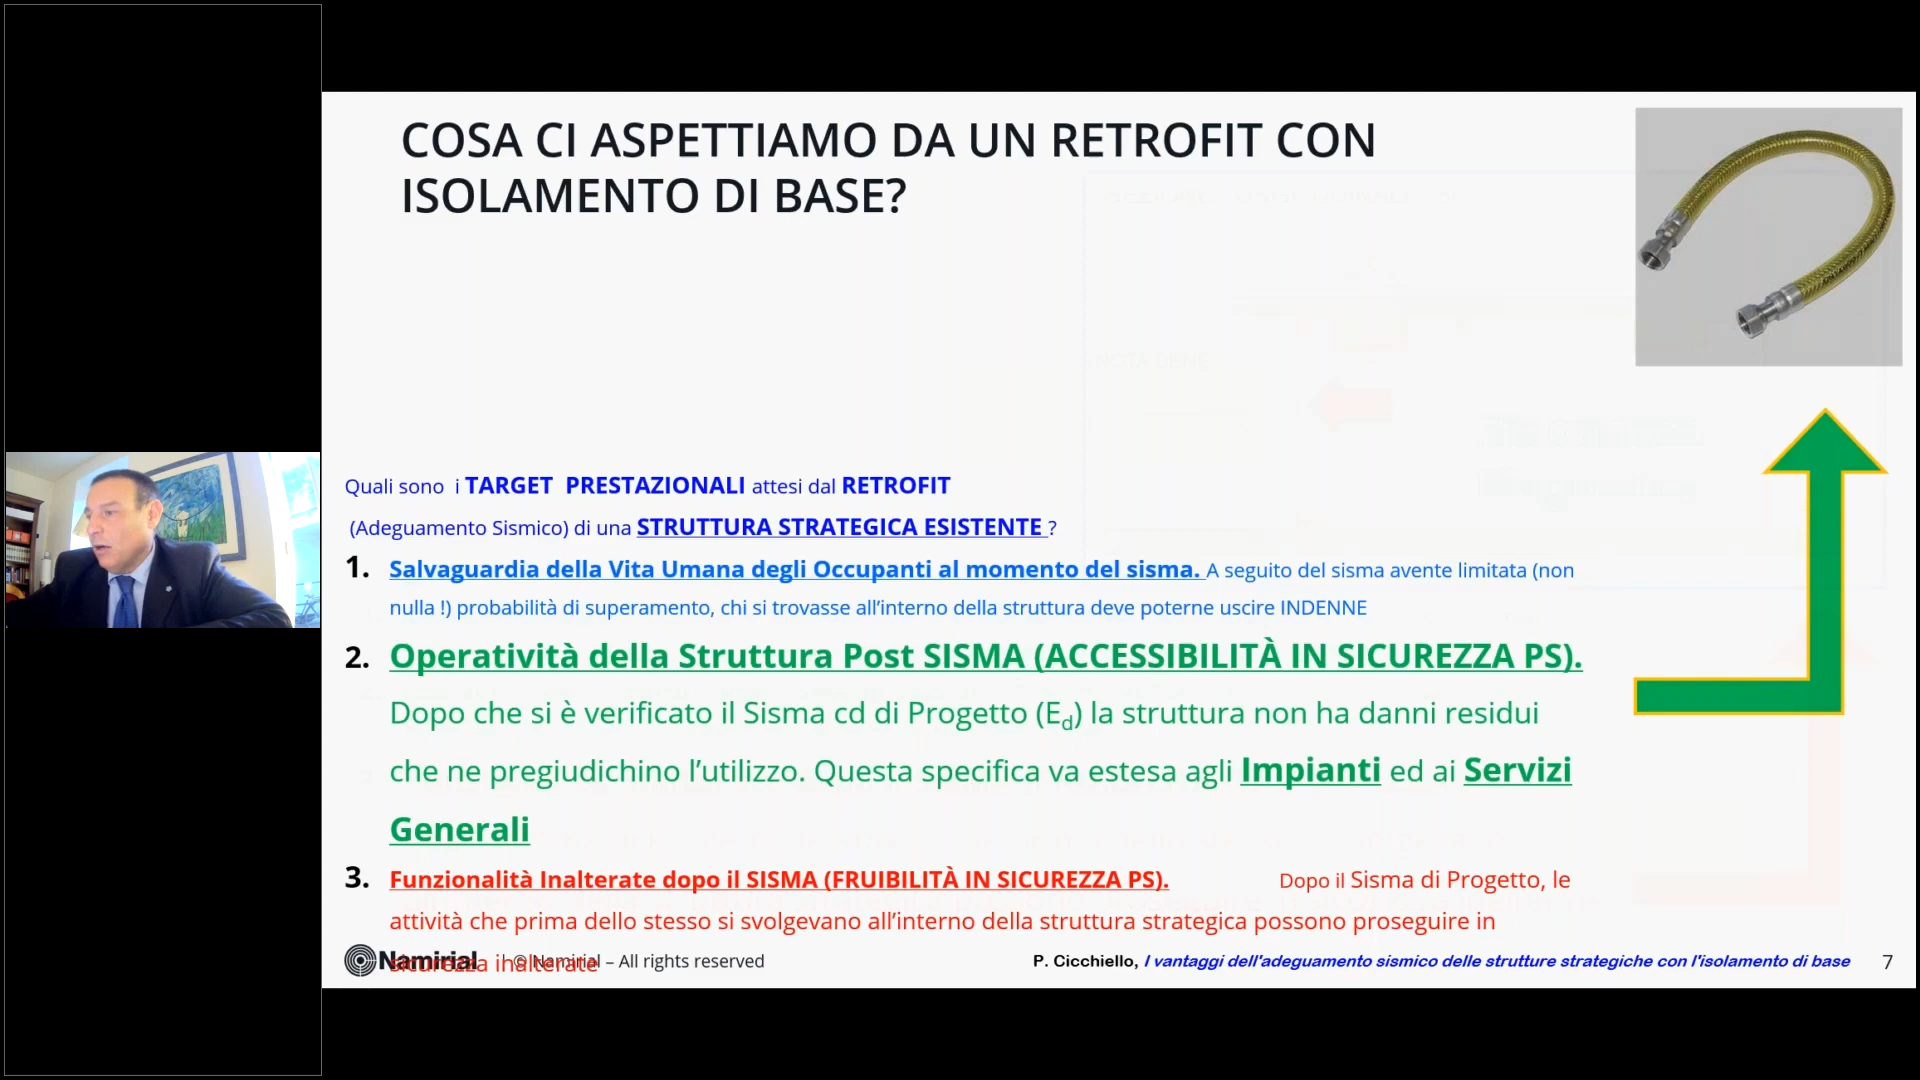 COSA CI ASPETTIAMO DA UN RETROFIT CON
ISOLAMENTO DI BASE?
Quali sono i TARGET PRESTAZIONALI attesi dal RETROFIT
(Adeguamento Sismico) di una STRUTTURA STRATEGICA ESISTENTE ?
1. Salvaguardia della Vita Umana degli Occupanti al momento del sisma. A seguito del sisma avente limitata (non
nulla !) probabilità di superamento, chi si trovasse all’interno della struttura deve poterne uscire INDENNE
2. Operatività della Struttura Post SISMA (ACCESSIBILITÀ IN SICUREZZA PS).
Dopo che si è verificato il Sisma cd di Progetto (Ed) la struttura non ha danni residui
che ne pregiudichino l’utilizzo. Questa specifica va estesa agli Impianti ed ai Servizi
Generali
3. Funzionalità Inalterate dopo il SISMA (FRUIBILITÀ IN SICUREZZA PS). Dopo il Sisma di Progetto, le
attività che prima dello stesso si svolgevano all’interno della struttura strategica possono proseguire in
sicurezza inalterate
Namirial | © Namirial – All rights reserved
P. Cicchiello, I vantaggi dell'adeguamento sismico delle strutture strategiche con l'isolamento di base 7